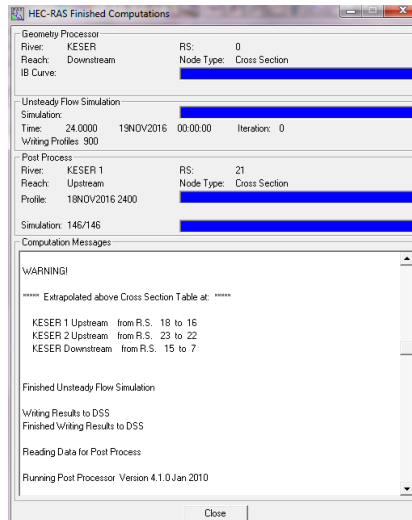 HEC-RAS Finished Computations
Geometry Processor
River: KESER RS: 0
Reach: Downstream Node Type: Cross Section
IB Curve:
Unsteady Flow Simulation
Simulation:
Time: 24.0000 19NOV2016 00:00:00 Iteration: 0
Writing Profiles 900
Post Process
River: KESER 1 RS: 21
Reach: Upstream Node Type: Cross Section
Profile: 18NOV2016 2400
Simulation: 146/146
Computation Messages
WARNING!
***** Extrapolated above Cross Section Table at: *****
KESER 1 Upstream from R.S. 18 to 16
KESER 2 Upstream from R.S. 23 to 22
KESER Downstream from R.S. 15 to 7
Finished Unsteady Flow Simulation
Writing Results to DSS
Finished Writing Results to DSS
Reading Data for Post Process
Running Post Processor Version 4.1.0 Jan 2010
Close